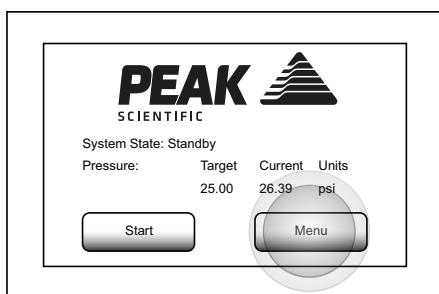 PEAK
SCIENTIFIC
System State: Standby
Pressure: Target Current Units
25.00 26.39 psi
Start Menu